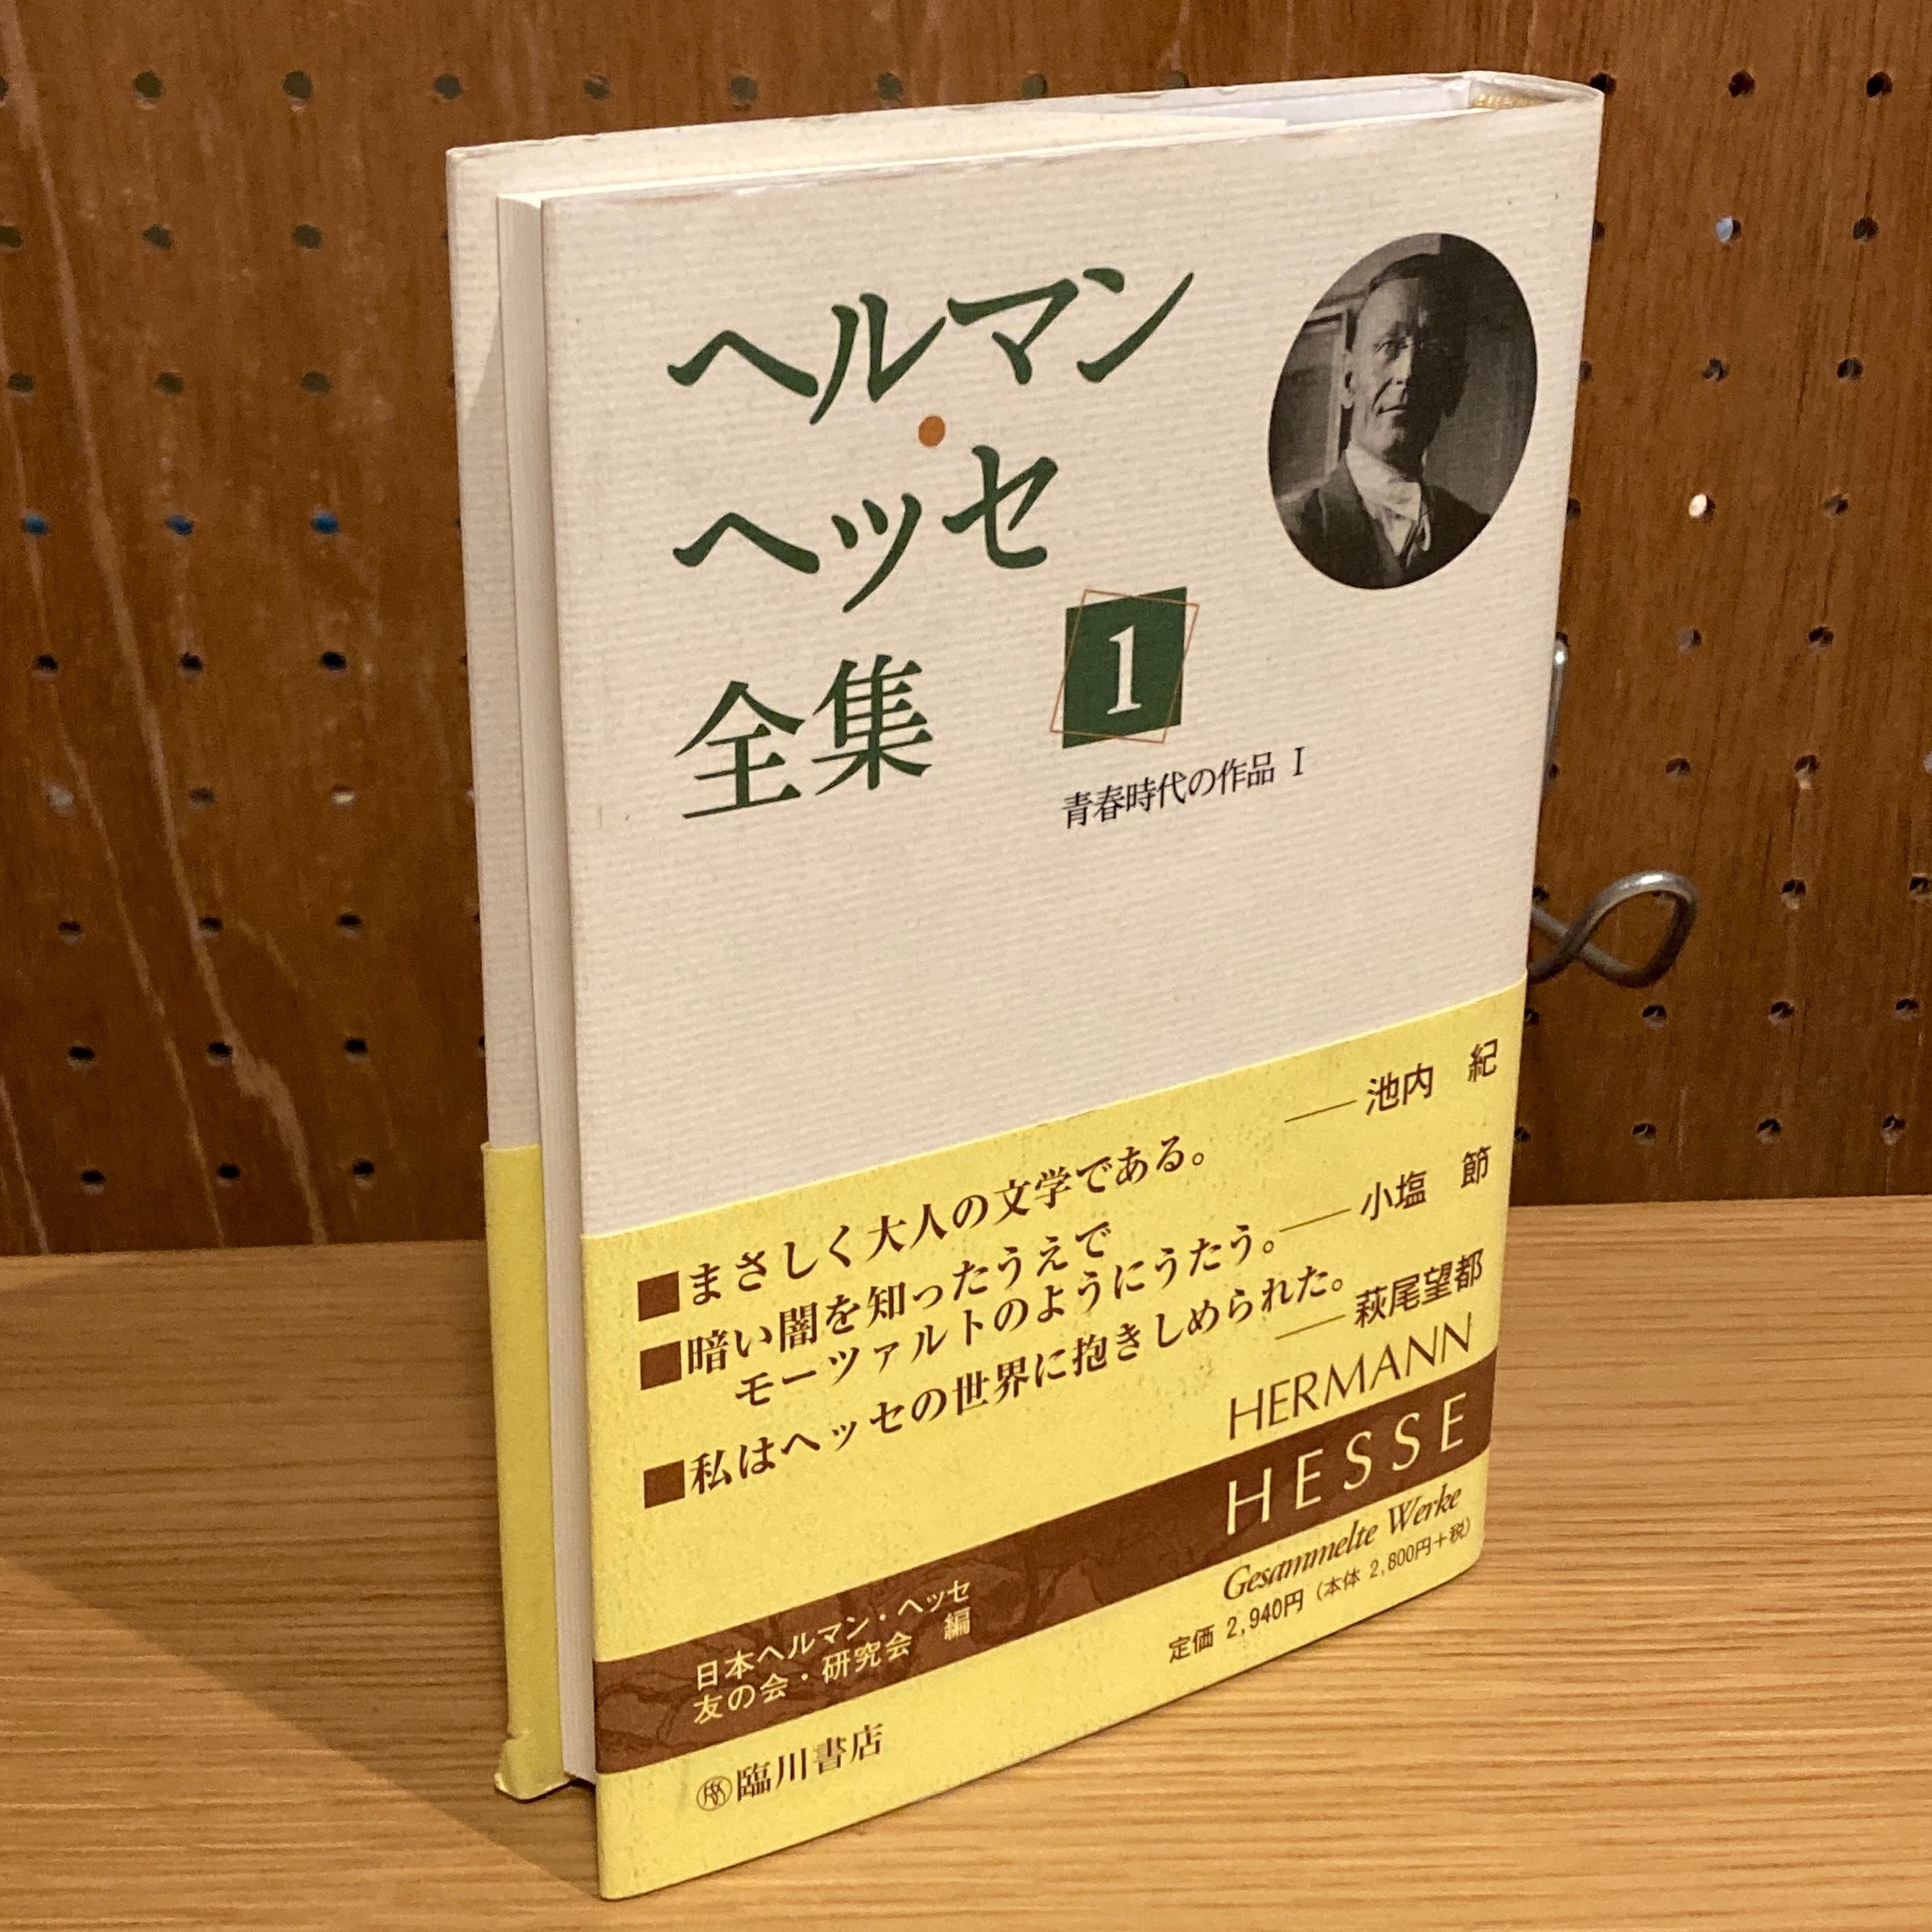 ヘルマン
・
ヘッセ
全集
1
青春時代の作品 Ⅰ
■まさしく大人の文学である。
——池内 紀
■暗い闇を知ったうえで
モーツァルトのようにうたう。——小塩 節
■私はヘッセの世界に抱きしめられた。
——萩尾望都
HERMANN
HESSE
Gesammelte Werke
定価 2,940円（本体 2,800円＋税）
日本ヘルマン・ヘッセ
友の会・研究会 編
臨川書店